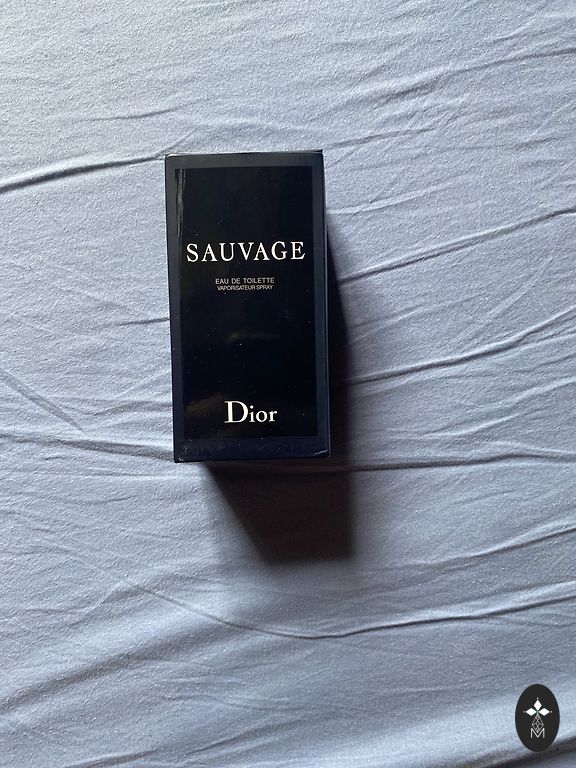 SAUVAGE
EAU DE TOILETTE
VAPORISATEUR SPRAY
Dior
M